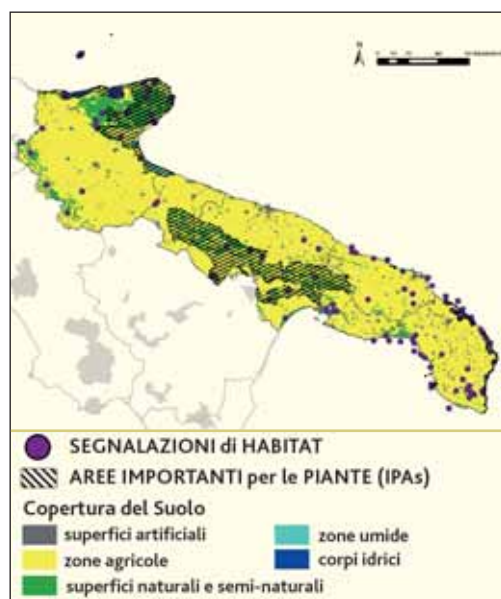 SEGNALAZIONI di HABITAT
AREE IMPORTANTI per le PIANTE (IPAs)
Copertura del Suolo
superfici artificiali
zone umide
zone agricole
corpi idrici
superfici naturali e semi-naturali